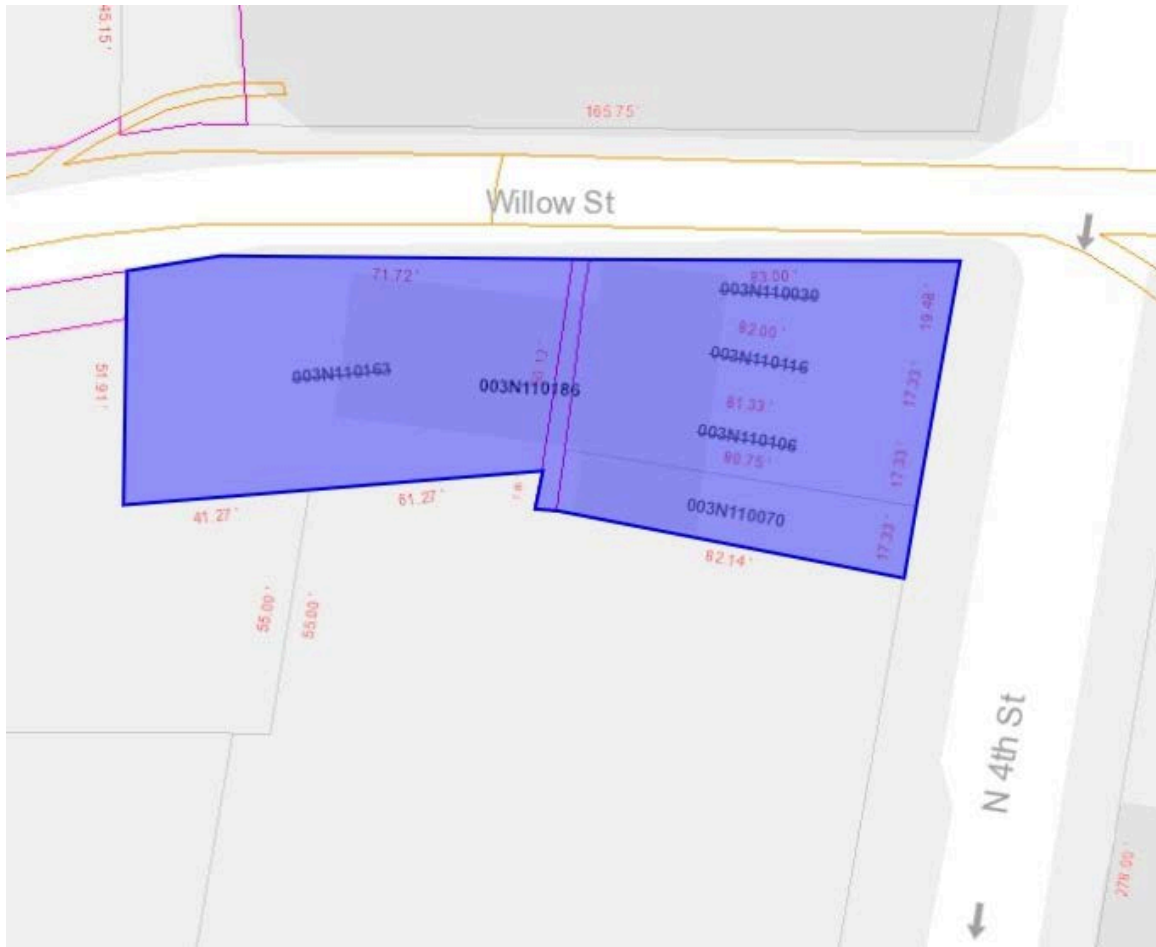 45.15'
165.75'
Willow St
71.72'
93.00'
003N110030
19.48'
82.00'
003N110116
17.33'
51.91'
003N110163
003N110186
81.33'
003N110106
80.75'
17.33'
003N110070
17.33'
41.27'
61.27'
82.14'
55.00'
55.00'
N 4th St
278.00'